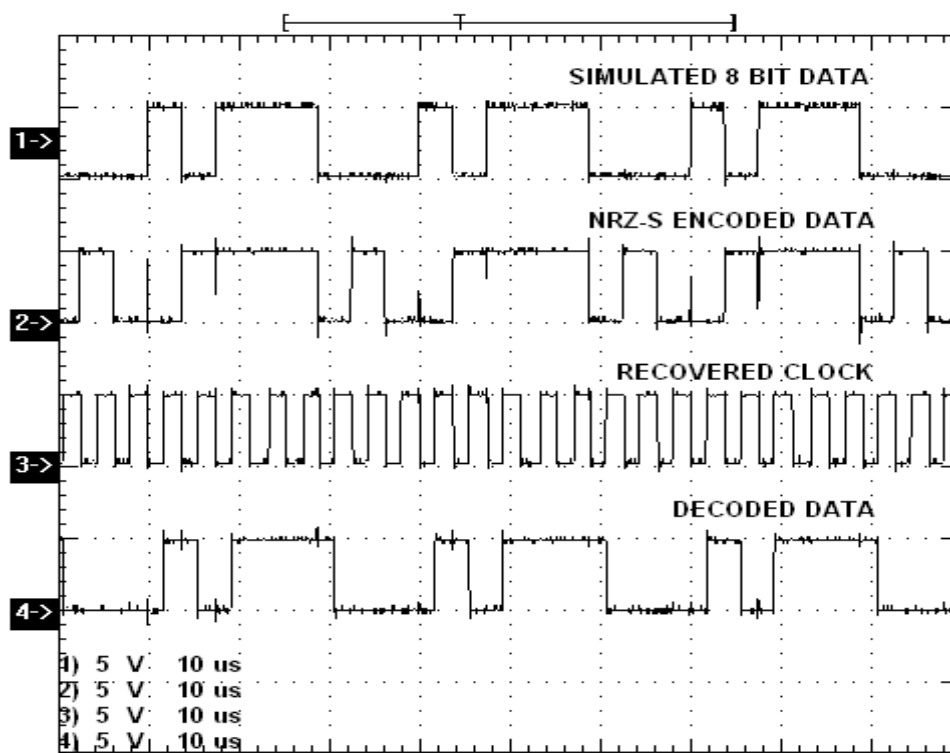 SIMULATED 8 BIT DATA
1->
NRZ-S ENCODED DATA
2->
RECOVERED CLOCK
3->
DECODED DATA
4->
1) 5 V 10 us
2) 5 V 10 us
3) 5 V 10 us
4) 5 V 10 us